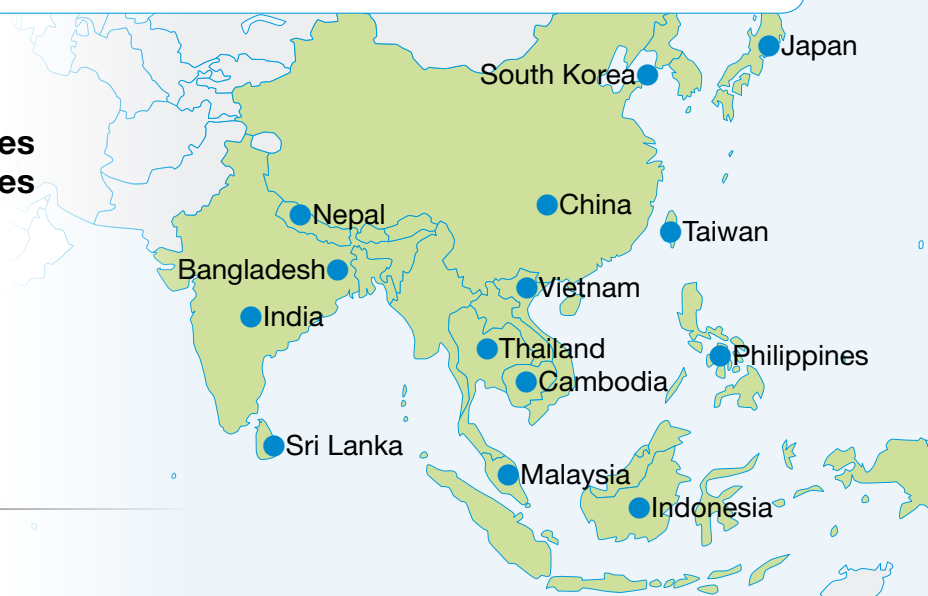 Japan
South Korea
es
es
China
Nepal
Taiwan
Bangladesh
Vietnam
India
Thailand
Philippines
Cambodia
Sri Lanka
Malaysia
Indonesia